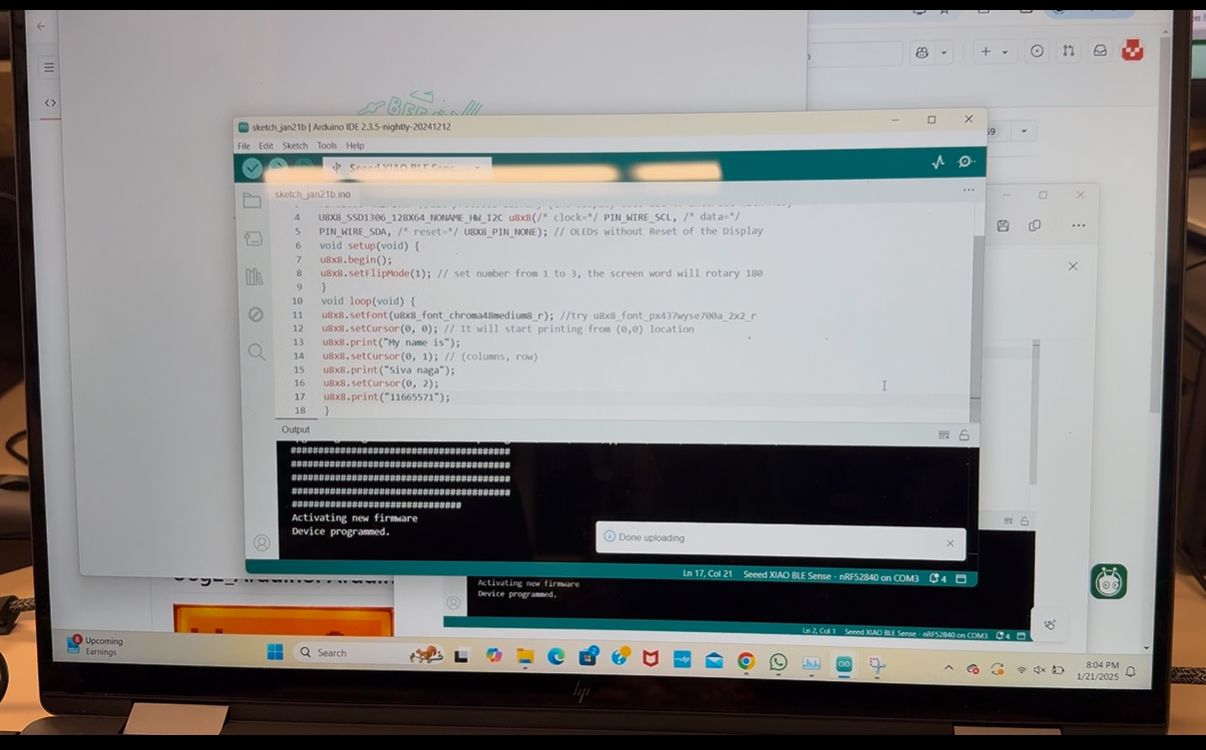 sketch_jan21b | Arduino IDE 2.3.5-nightly-20241212
File Edit Sketch Tools Help
Seeed XIAO BLE Sens
sketch_jan21b.ino
4 U8X8_SSD1306_128X64_NONAME_HW_I2C u8x8(/* clock=*/ PIN_WIRE_SCL, /* data=*/
5 PIN_WIRE_SDA, /* reset=*/ U8X8_PIN_NONE); // OLEDs without Reset of the Display
6 void setup(void) {
7 u8x8.begin();
8 u8x8.setFlipMode(1); // set number from 1 to 3, the screen word will rotary 180
9 }
10 void loop(void) {
11 u8x8.setFont(u8x8_font_chroma48medium8_r); //try u8x8_font_px437wyse700a_2x2_r
12 u8x8.setCursor(0, 0); // It will start printing from (0,0) location
13 u8x8.print("My name is");
14 u8x8.setCursor(0, 1); // (columns, row)
15 u8x8.print("Siva naga");
16 u8x8.setCursor(0, 2);
17 u8x8.print("11665571");
18 }
Output
Activating new firmware
Device programmed.
Done uploading.
Ln 17, Col 21 Seeed XIAO BLE Sense - nRF52840 on COM3 4
Activating new firmware
Device programmed.
Ln 2, Col 1 Seeed XIAO BLE Sense - nRF52840 on COM3 4
8 Upcoming
Earnings
Search
8:04 PM
1/21/2025
hp